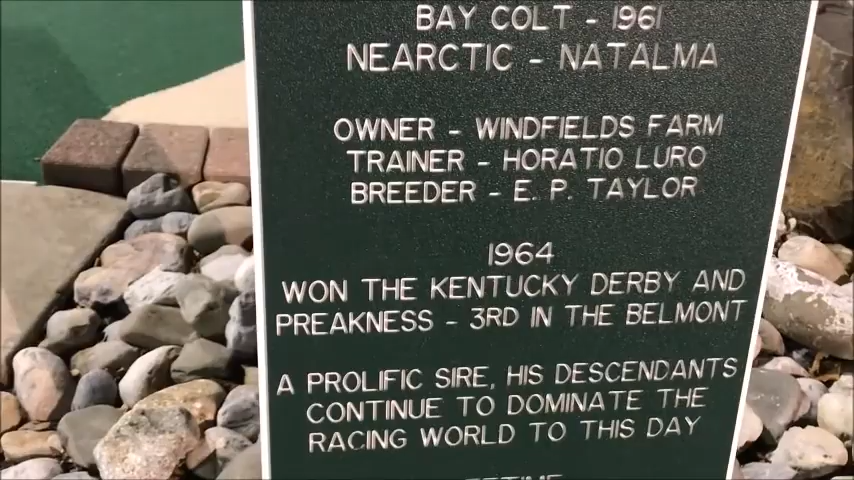 BAY COLT - 1961
NEARCTIC - NATALMA
OWNER - WINDFIELDS FARM
TRAINER - HORATIO LURO
BREEDER - E. P. TAYLOR
1964
WON THE KENTUCKY DERBY AND
PREAKNESS - 3RD IN THE BELMONT
A PROLIFIC SIRE, HIS DESCENDANTS
CONTINUE TO DOMINATE THE
RACING WORLD TO THIS DAY